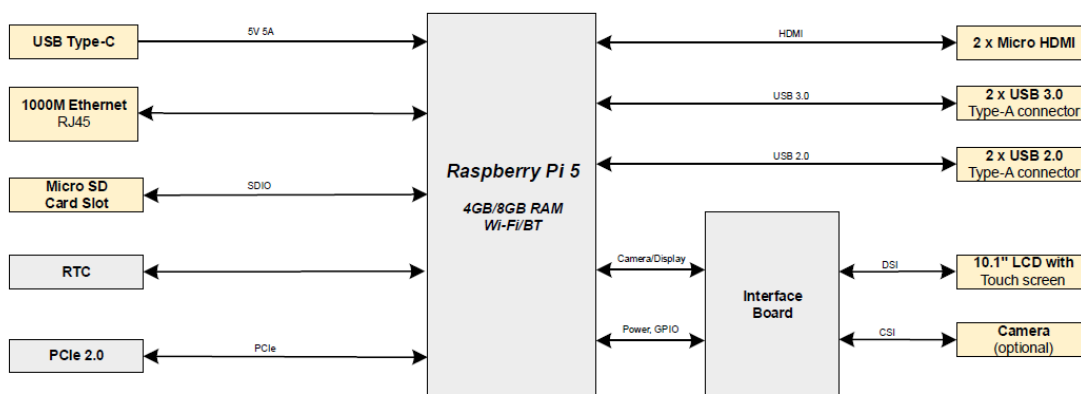 USB Type-C
5V 5A
HDMI
2 x Micro HDMI
1000M Ethernet
RJ45
USB 3.0
2 x USB 3.0
Type-A connector
USB 2.0
2 x USB 2.0
Type-A connector
Raspberry Pi 5
4GB/8GB RAM
Wi-Fi/BT
Micro SD
Card Slot
SDIO
RTC
Camera/Display
Interface
Board
DSI
10.1" LCD with
Touch screen
Power, GPIO
CSI
Camera
(optional)
PCIe 2.0
PCIe